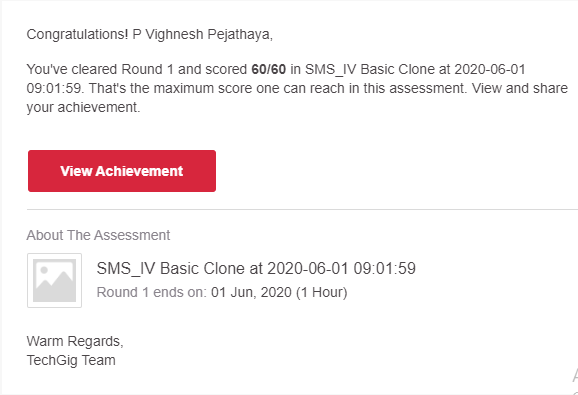 Congratulations! P Vighnesh Pejathaya,
You've cleared Round 1 and scored 60/60 in SMS_IV Basic Clone at 2020-06-01
09:01:59. That's the maximum score one can reach in this assessment. View and share
your achievement.
View Achievement
About The Assessment
SMS_IV Basic Clone at 2020-06-01 09:01:59
Round 1 ends on: 01 Jun, 2020 (1 Hour)
Warm Regards,
TechGig Team